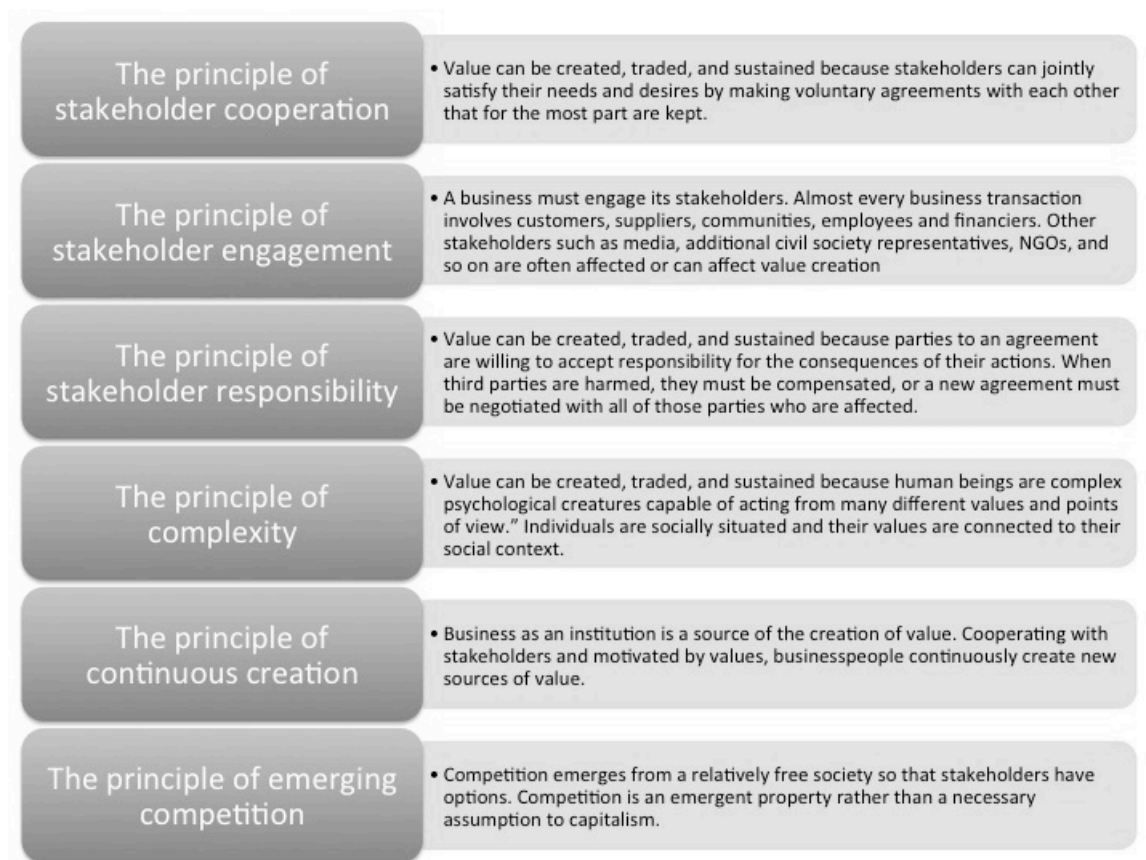 The principle of
stakeholder cooperation
• Value can be created, traded, and sustained because stakeholders can jointly
satisfy their needs and desires by making voluntary agreements with each other
that for the most part are kept.
The principle of
stakeholder engagement
• A business must engage its stakeholders. Almost every business transaction
involves customers, suppliers, communities, employees and financiers. Other
stakeholders such as media, additional civil society representatives, NGOs, and
so on are often affected or can affect value creation
The principle of
stakeholder responsibility
• Value can be created, traded, and sustained because parties to an agreement
are willing to accept responsibility for the consequences of their actions. When
third parties are harmed, they must be compensated, or a new agreement must
be negotiated with all of those parties who are affected.
The principle of
complexity
• Value can be created, traded, and sustained because human beings are complex
psychological creatures capable of acting from many different values and points
of view.” Individuals are socially situated and their values are connected to their
social context.
The principle of
continuous creation
• Business as an institution is a source of the creation of value. Cooperating with
stakeholders and motivated by values, businesspeople continuously create new
sources of value.
The principle of emerging
competition
• Competition emerges from a relatively free society so that stakeholders have
options. Competition is an emergent property rather than a necessary
assumption to capitalism.